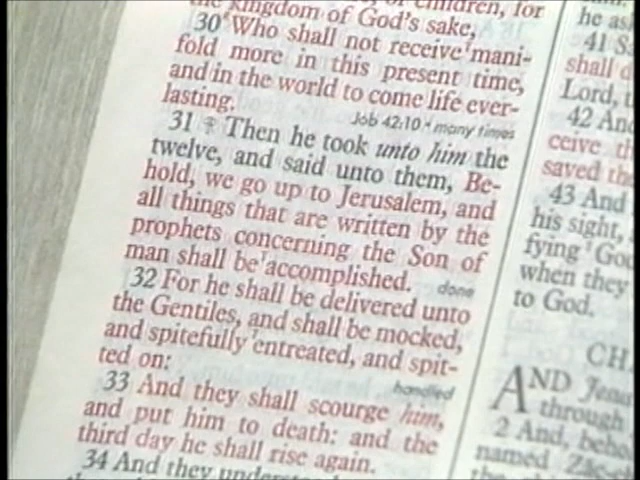 kingdom of God's sake,
30 Who shall not receive mani-
fold more in this present time,
and in the world to come life ever-
lasting.
Job 42:10 • many times
31 Then he took unto him the
twelve, and said unto them, Be-
hold, we go up to Jerusalem, and
all things that are written by the
prophets concerning the Son of
man shall be accomplished.
done
32 For he shall be delivered unto
the Gentiles, and shall be mocked,
and spitefully entreated, and spit-
ted on:
handled
33 And they shall scourge him,
and put him to death: and the
third day he shall rise again.
34 And they
he as
41 S
shall d
Lord, t
42 And
ceive th
saved th
43 And
his sight,
fying God
when they
to God.
CH
AND Jesu
through
2 And, beho
named Zac-ch